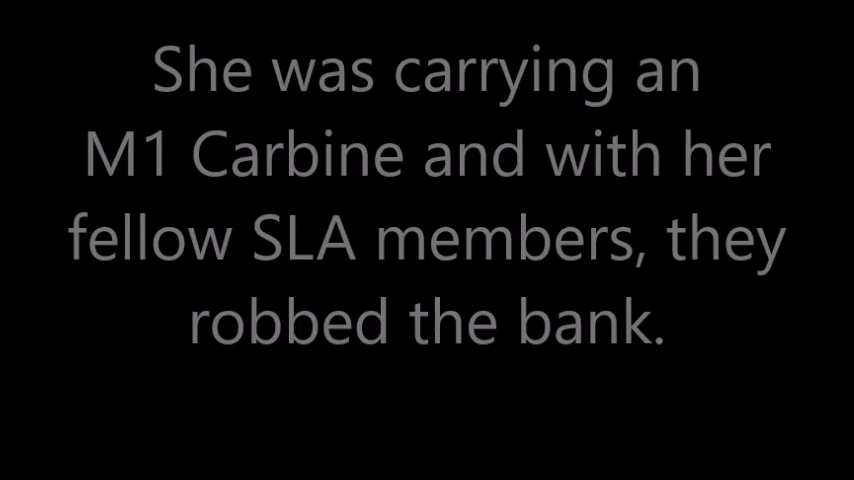 She was carrying an
M1 Carbine and with her
fellow SLA members, they
robbed the bank.